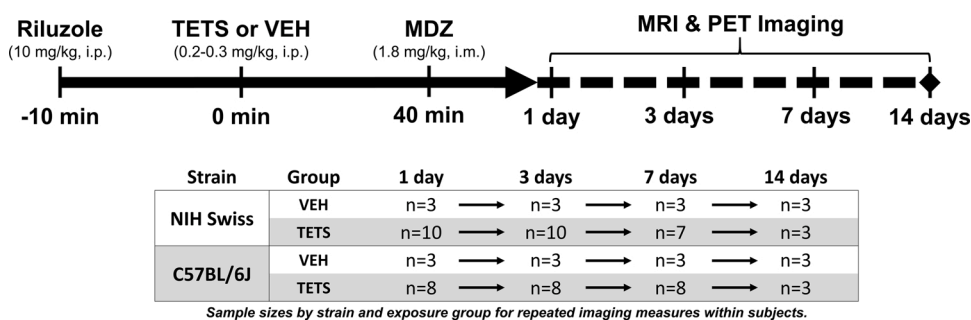 Riluzole TETS or VEH MDZ MRI & PET Imaging
(10 mg/kg, i.p.) (0.2-0.3 mg/kg, i.p.) (1.8 mg/kg, i.m.)
-10 min 0 min 40 min 1 day 3 days 7 days 14 days
Strain Group 1 day 3 days 7 days 14 days
NIH Swiss
VEH n=3 n=3 n=3 n=3
TETS n=10 n=10 n=7 n=3
C57BL/6J
VEH n=3 n=3 n=3 n=3
TETS n=8 n=8 n=8 n=3
Sample sizes by strain and exposure group for repeated imaging measures within subjects.